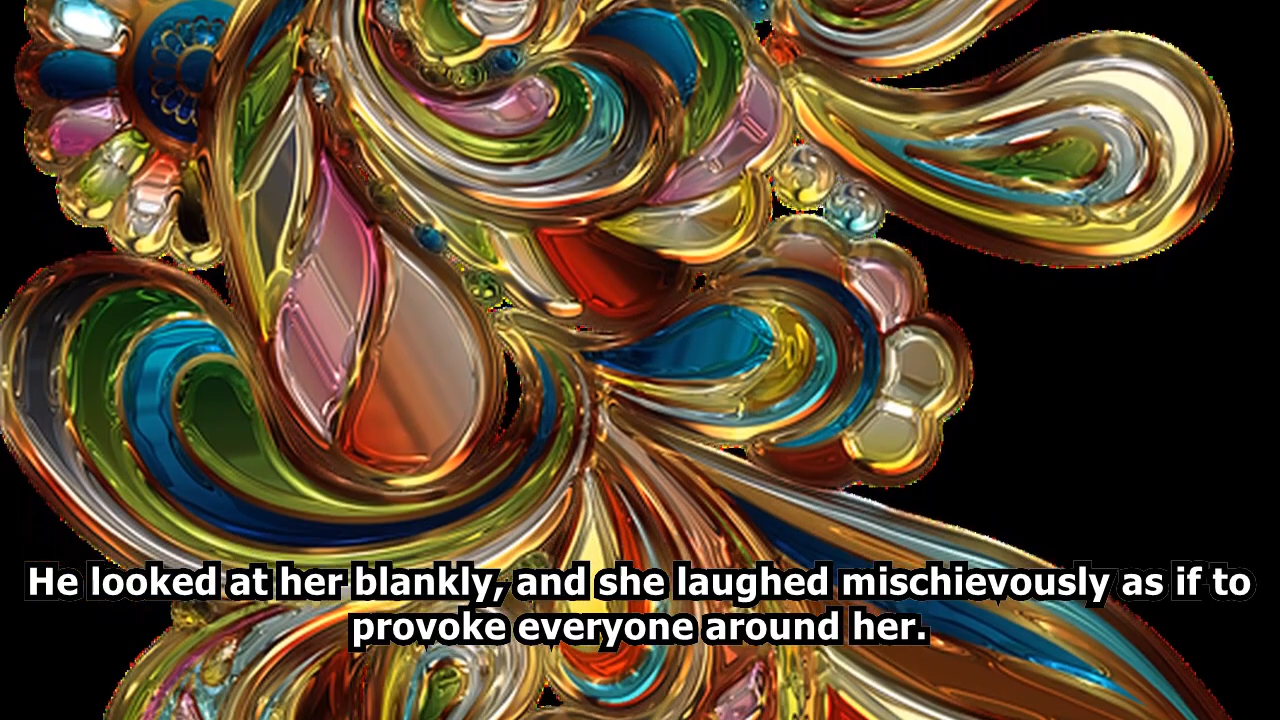 He looked at her blankly, and she laughed mischievously as if to
provoke everyone around her.